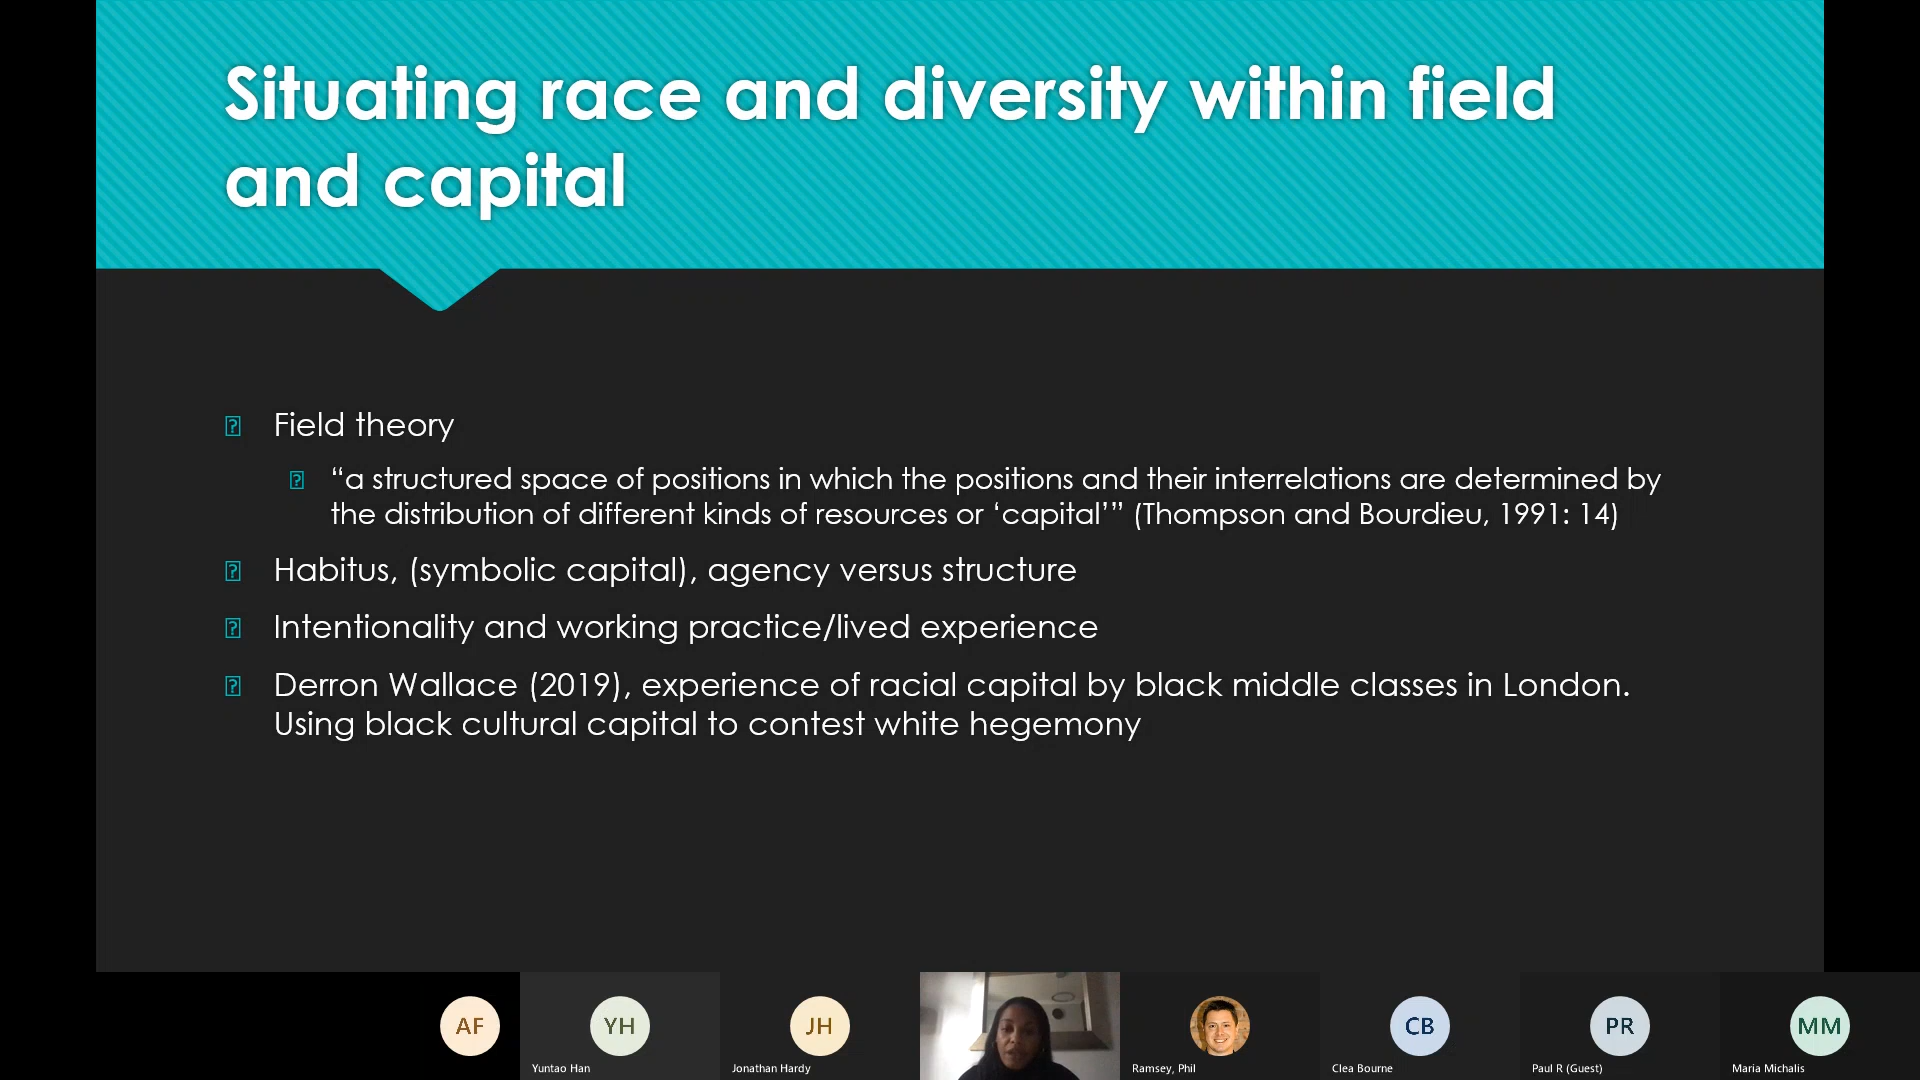 Situating race and diversity within field
and capital
Field theory
“a structured space of positions in which the positions and their interrelations are determined by
the distribution of different kinds of resources or ‘capital’” (Thompson and Bourdieu, 1991: 14)
Habitus, (symbolic capital), agency versus structure
Intentionality and working practice/lived experience
Derron Wallace (2019), experience of racial capital by black middle classes in London.
Using black cultural capital to contest white hegemony
AF
YH
JH
CB
PR
MM
Yuntao Han
Jonathan Hardy
Ramsey, Phil
Clea Bourne
Paul R (Guest)
Maria Michalis